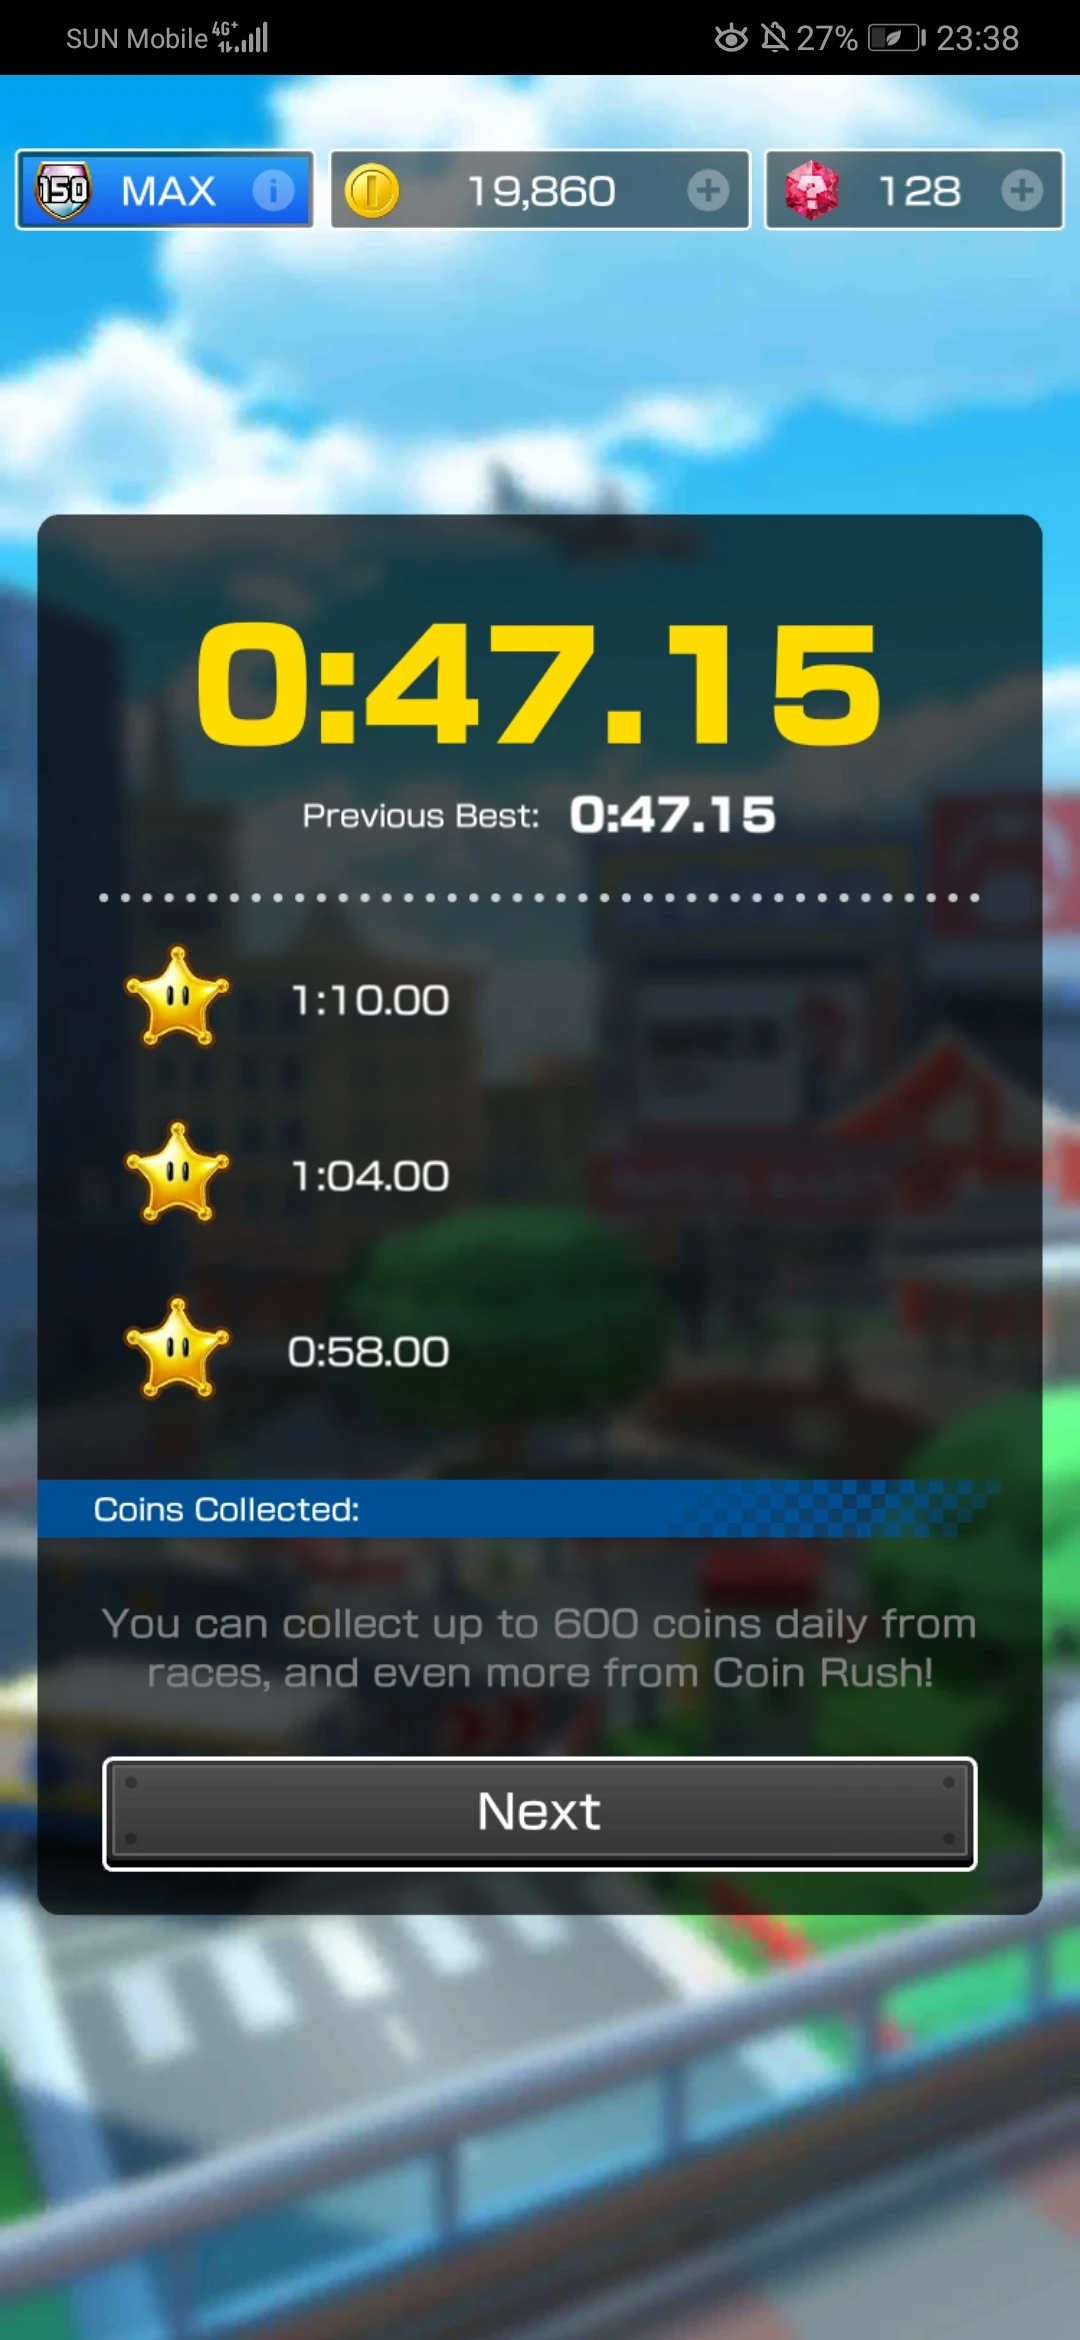 SUN Mobile 4G+ 27% 23:38
150 MAX i 19,860 + ? 128 +
0:47.15
Previous Best: 0:47.15
1:10.00
1:04.00
0:58.00
Coins Collected:
You can collect up to 600 coins daily from
races, and even more from Coin Rush!
Next